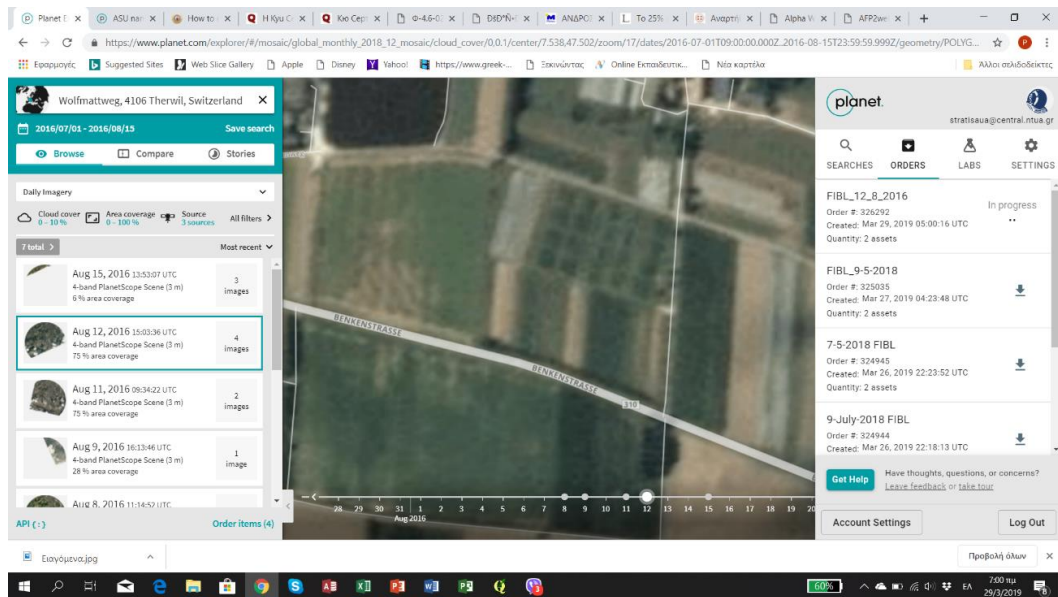 Planet E
ASU nar
How to
H Kyu C
Κιο Сер
Φ-4.6-0
ΑΝΔΡΟ
Το 25%
Αναρτή
Alpha
AFP2we
https://www.planet.com/explorer/#/mosaic/global_monthly_2018_12_mosaic/cloud_cover/0,0.1/center/7.538,47.502/zoom/17/dates/2016-07-01T09:00:00.000Z..2016-08-15T23:59:59.999Z/geometry/POLYG...
Εφαρμογές Suggested Sites Web Slice Gallery Apple Disney Yahoo! https://www.greek-... Ξεκινώντας Online Εκπαιδευτικ... Νέα καρτέλα Άλλοι σελιδοδείκτες
Wolfmattweg, 4106 Therwil, Switzerland
2016/07/01 - 2016/08/15 Save search
Browse Compare Stories
Daily Imagery
Cloud cover 0 - 10 %
Area coverage 0 - 100 %
Source 3 sources
All filters >
7 total > Most recent
Aug 15, 2016 13:53:07 UTC
4-band PlanetScope Scene (3 m)
6 % area coverage
3 images
Aug 12, 2016 15:03:36 UTC
4-band PlanetScope Scene (3 m)
75 % area coverage
4 images
Aug 11, 2016 09:34:22 UTC
4-band PlanetScope Scene (3 m)
75 % area coverage
2 images
Aug 9, 2016 16:13:46 UTC
4-band PlanetScope Scene (3 m)
28 % area coverage
1 image
Aug 8, 2016 11:14:52 UTC
API {:} Order items (4)
BENKENSTRASSE
BENKENSTRASSE
310
28 29 30 31 1 2 3 4 5 6 7 8 9 10 11 12 13 14 15 16 17 18 19 20
Aug 2016
planet.
stratisaua@central.ntua.gr
SEARCHES ORDERS LABS SETTINGS
FIBL_12_8_2016
Order #: 326292
Created: Mar 29, 2019 05:00:16 UTC
Quantity: 2 assets
In progress
FIBL_9-5-2018
Order #: 325035
Created: Mar 27, 2019 04:23:48 UTC
Quantity: 2 assets
7-5-2018 FIBL
Order #: 324945
Created: Mar 26, 2019 22:23:52 UTC
Quantity: 2 assets
9-July-2018 FIBL
Order #: 324944
Created: Mar 26, 2019 22:18:13 UTC
Get Help
Have thoughts, questions, or concerns?
Leave feedback or take tour
Account Settings Log Out
Εισαγόμενα.jpg Προβολή όλων
60% ΕΛ 7:00 πμ
29/3/2019